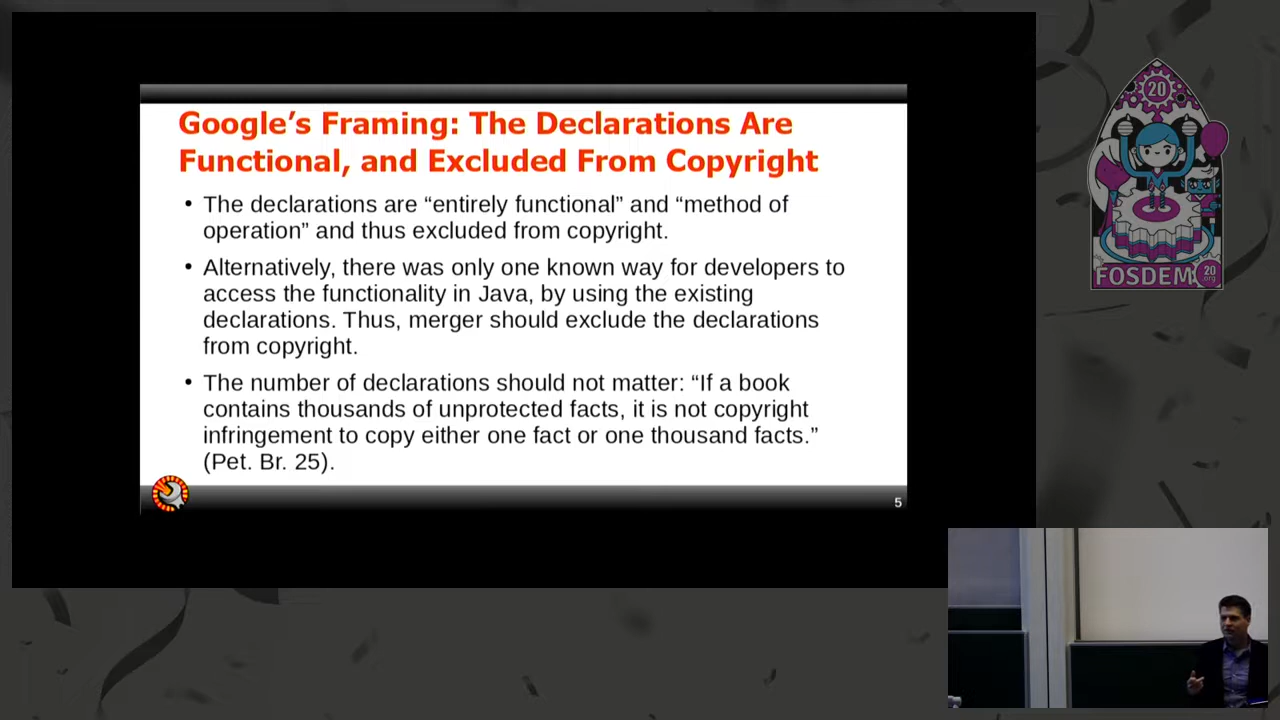 Google’s Framing: The Declarations Are
Functional, and Excluded From Copyright
• The declarations are “entirely functional” and “method of
operation” and thus excluded from copyright.
• Alternatively, there was only one known way for developers to
access the functionality in Java, by using the existing
declarations. Thus, merger should exclude the declarations
from copyright.
• The number of declarations should not matter: “If a book
contains thousands of unprotected facts, it is not copyright
infringement to copy either one fact or one thousand facts.”
(Pet. Br. 25).
5
20
FOSDEM
20
.org